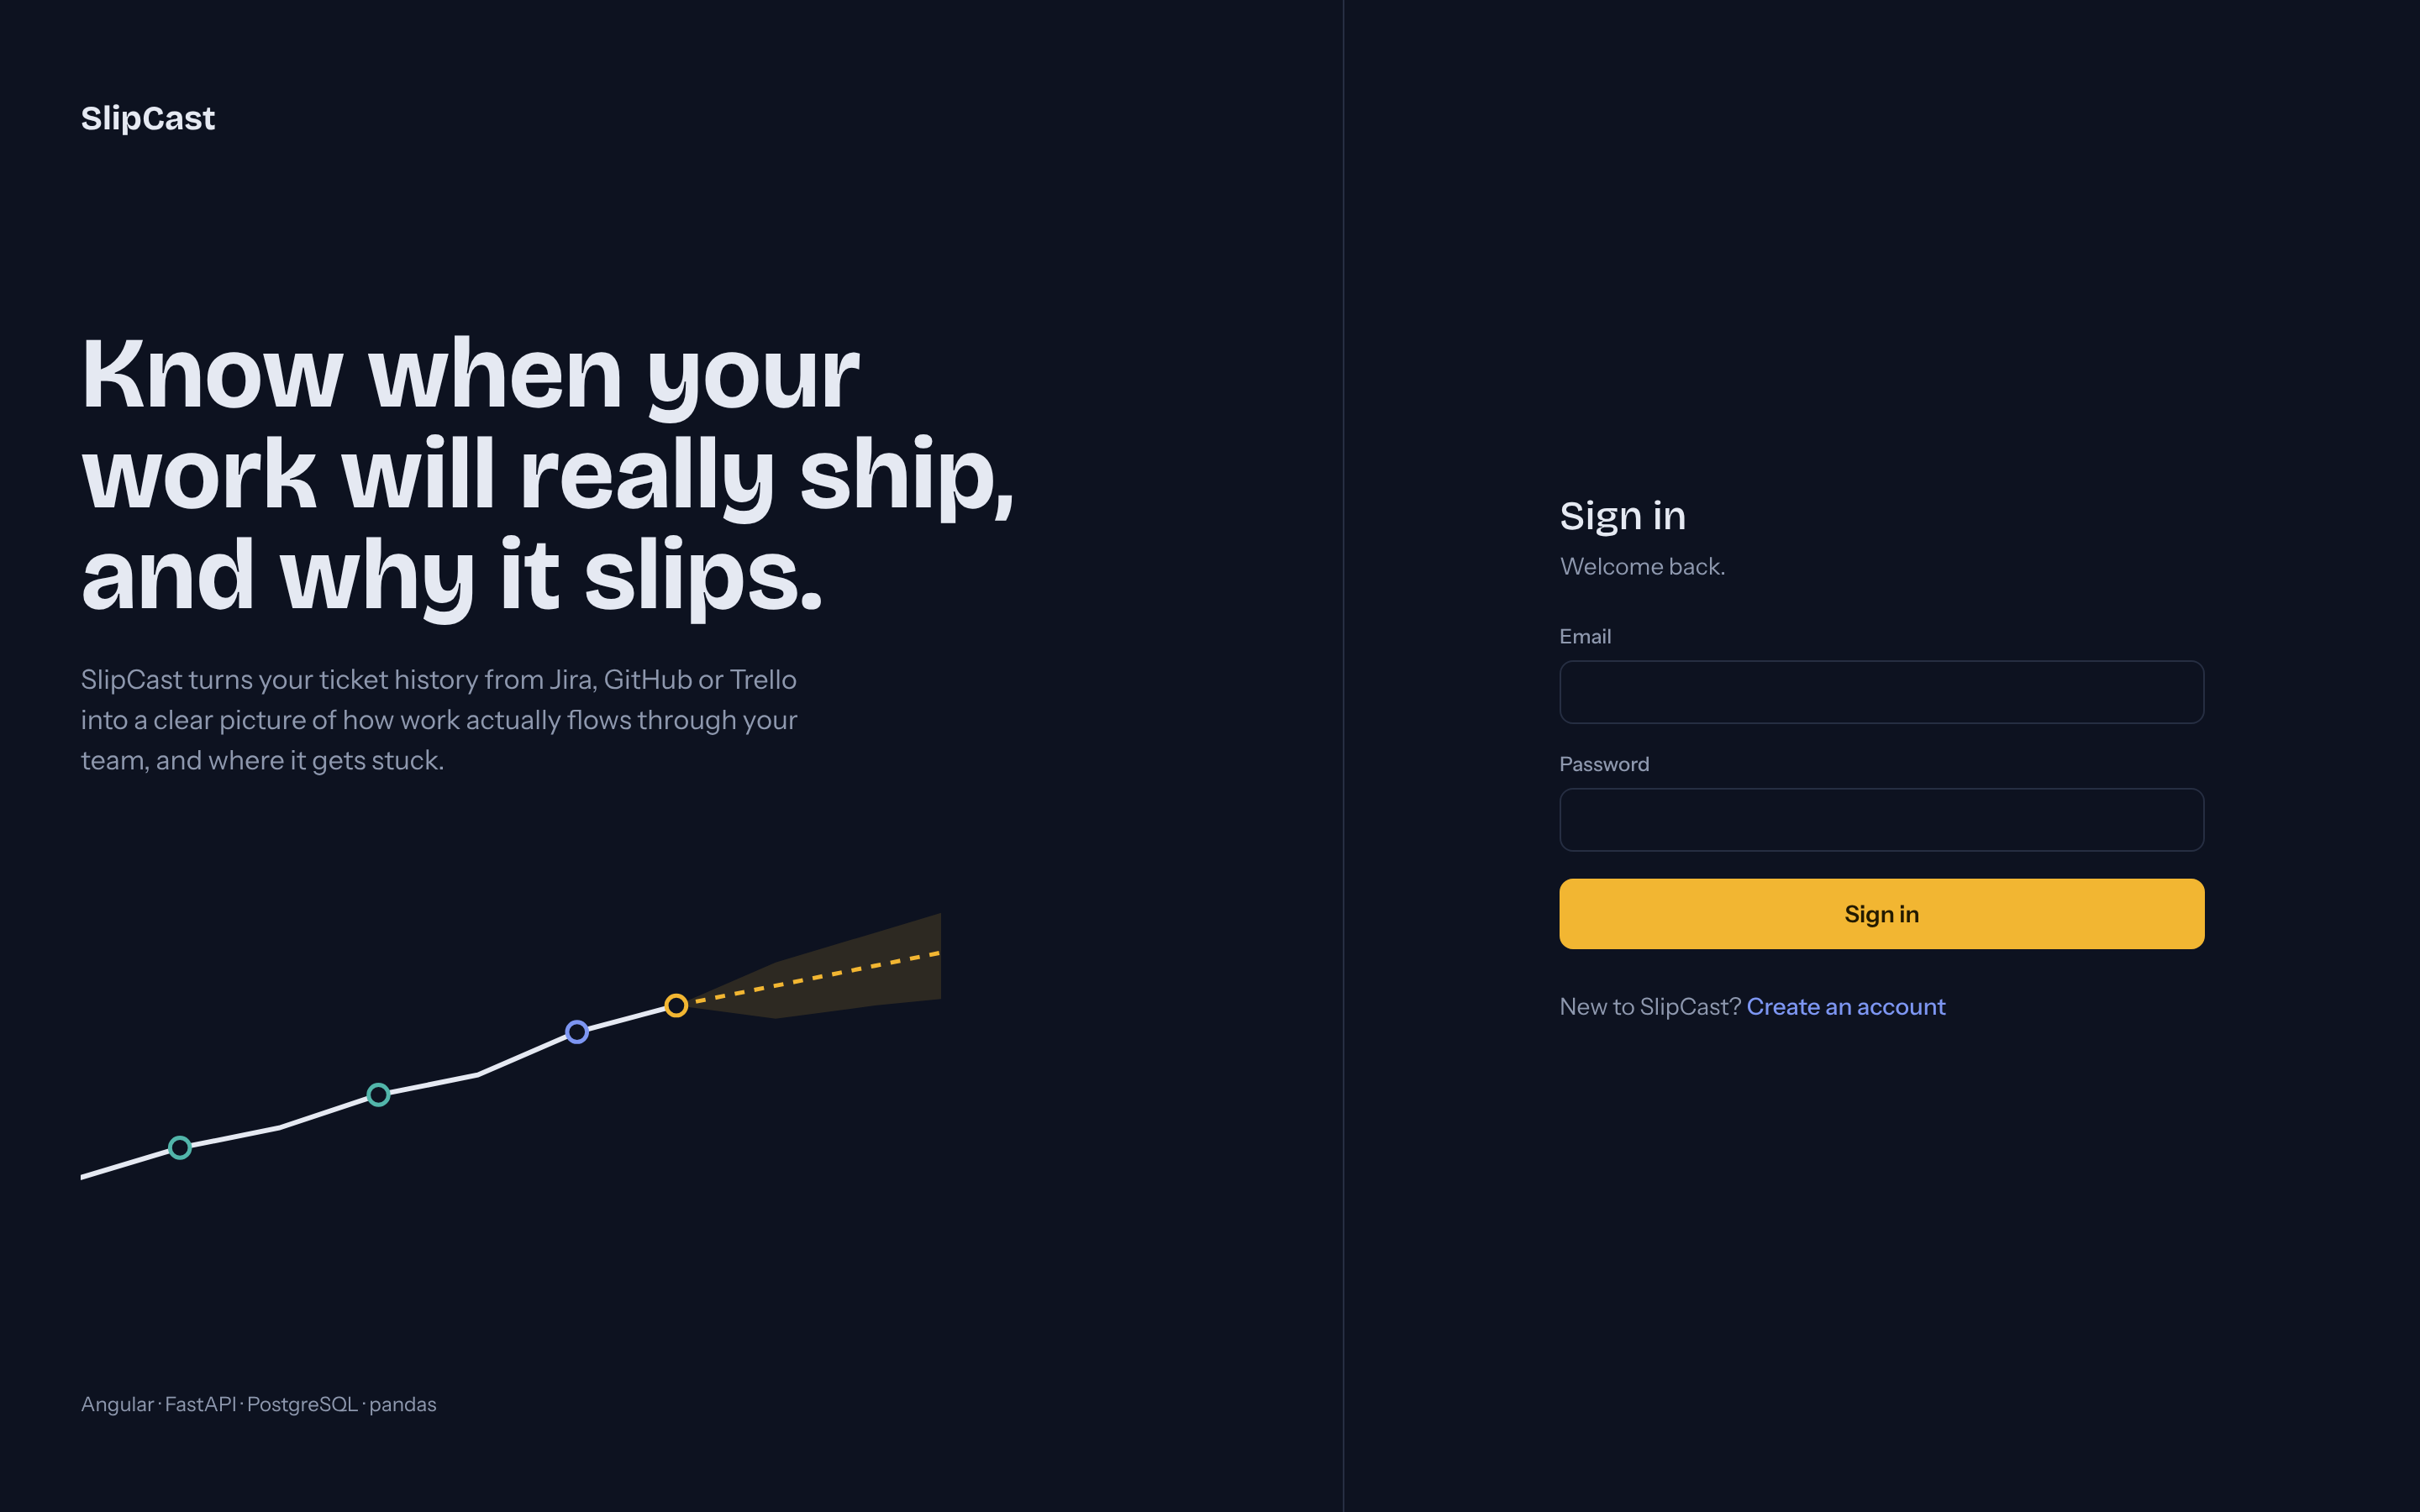 SlipCast
Know when your
work will really ship,
and why it slips.
SlipCast turns your ticket history from Jira, GitHub or Trello
into a clear picture of how work actually flows through your
team, and where it gets stuck.
Angular · FastAPI · PostgreSQL · pandas
Sign in
Welcome back.
Email
Password
Sign in
New to SlipCast? Create an account